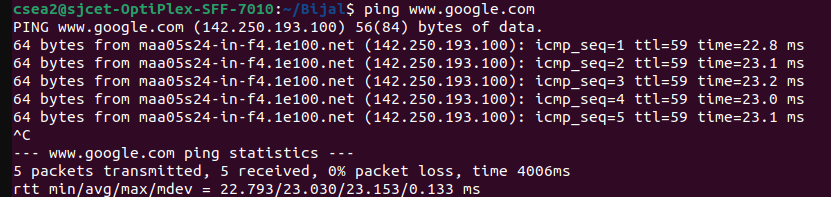 csea2@sjcet-OptiPlex-SFF-7010:~/Bijal$ ping www.google.com
PING www.google.com (142.250.193.100) 56(84) bytes of data.
64 bytes from maa05s24-in-f4.1e100.net (142.250.193.100): icmp_seq=1 ttl=59 time=22.8 ms
64 bytes from maa05s24-in-f4.1e100.net (142.250.193.100): icmp_seq=2 ttl=59 time=23.1 ms
64 bytes from maa05s24-in-f4.1e100.net (142.250.193.100): icmp_seq=3 ttl=59 time=23.2 ms
64 bytes from maa05s24-in-f4.1e100.net (142.250.193.100): icmp_seq=4 ttl=59 time=23.0 ms
64 bytes from maa05s24-in-f4.1e100.net (142.250.193.100): icmp_seq=5 ttl=59 time=23.1 ms
^C
--- www.google.com ping statistics ---
5 packets transmitted, 5 received, 0% packet loss, time 4006ms
rtt min/avg/max/mdev = 22.793/23.030/23.153/0.133 ms